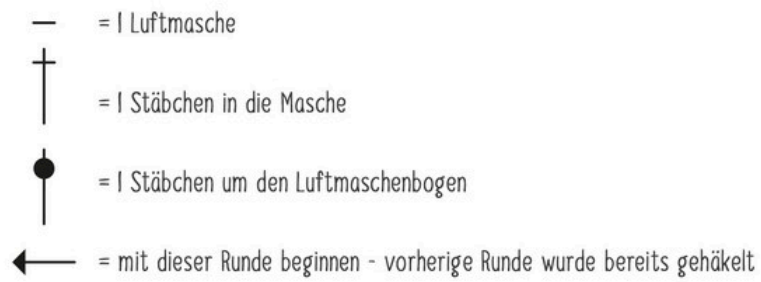 = 1 Luftmasche
= 1 Stäbchen in die Masche
= 1 Stäbchen um den Luftmaschenbogen
= mit dieser Runde beginnen - vorherige Runde wurde bereits gehäkelt